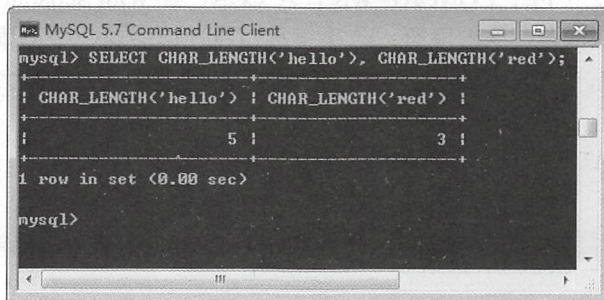 MySQL 5.7 Command Line Client
mysql> SELECT CHAR_LENGTH('hello'), CHAR_LENGTH('red');
+----------------------+--------------------+
| CHAR_LENGTH('hello') | CHAR_LENGTH('red') |
+----------------------+--------------------+
| 5 | 3 |
+----------------------+--------------------+
1 row in set (0.00 sec)
mysql>